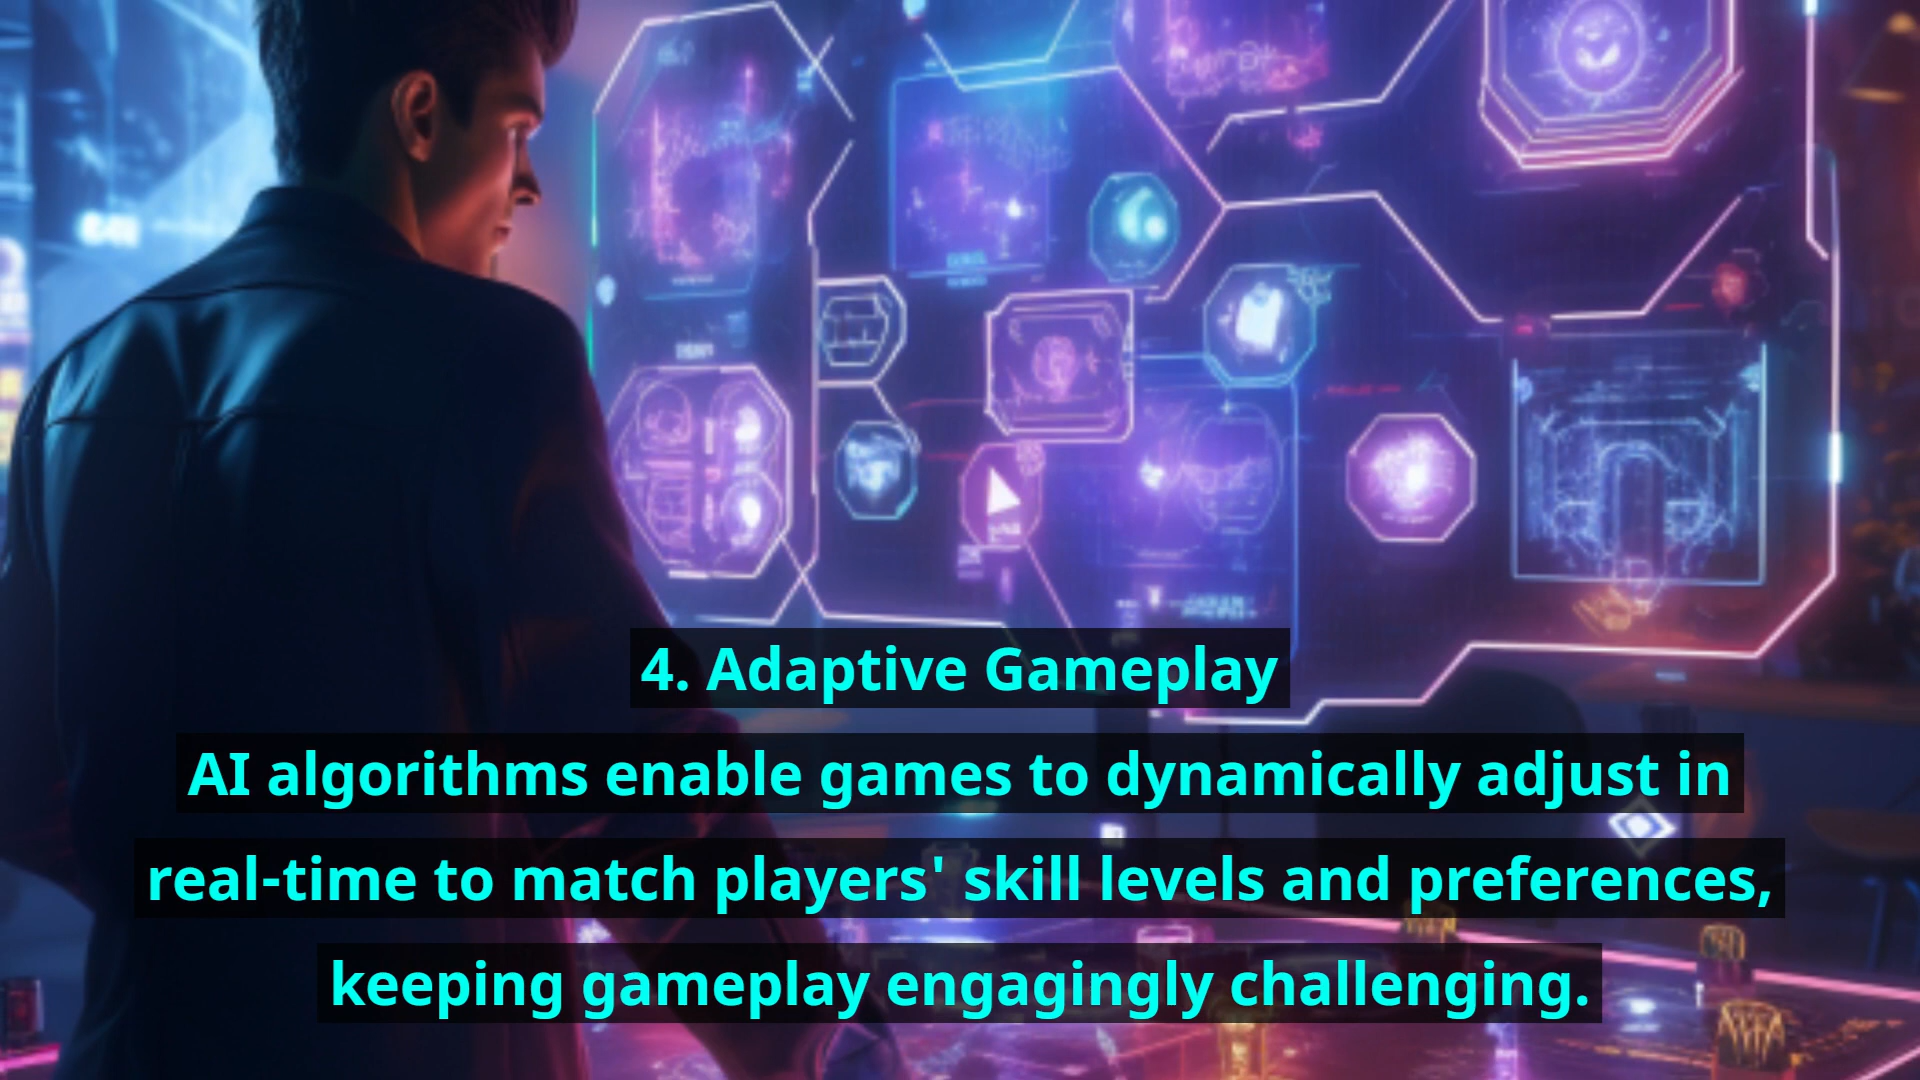 4. Adaptive Gameplay
AI algorithms enable games to dynamically adjust in
real-time to match players' skill levels and preferences,
keeping gameplay engagingly challenging.